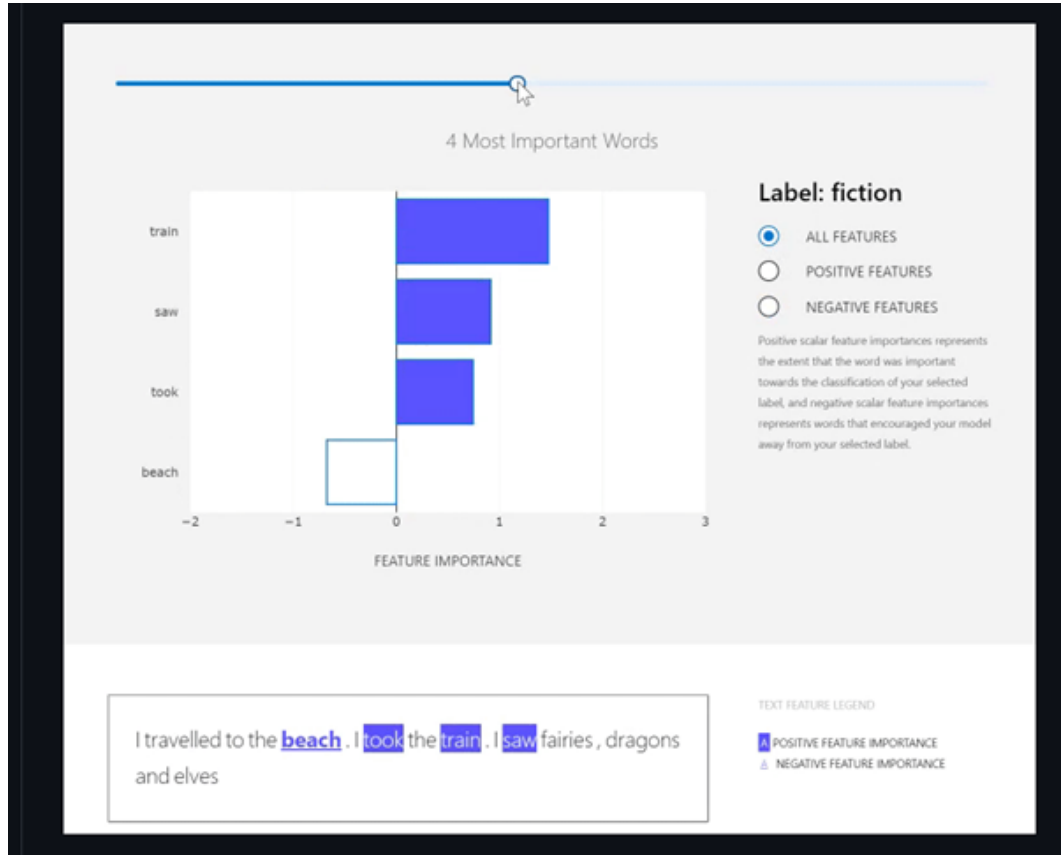 4 Most Important Words
train
saw
took
beach
−2 −1 0 1 2 3
FEATURE IMPORTANCE
Label: fiction
ALL FEATURES
POSITIVE FEATURES
NEGATIVE FEATURES
Positive scalar feature importances represents
the extent that the word was important
towards the classification of your selected
label, and negative scalar feature importances
represents words that encouraged your model
away from your selected label.
I travelled to the beach . I took the train . I saw fairies , dragons
and elves
TEXT FEATURE LEGEND
A POSITIVE FEATURE IMPORTANCE
A NEGATIVE FEATURE IMPORTANCE